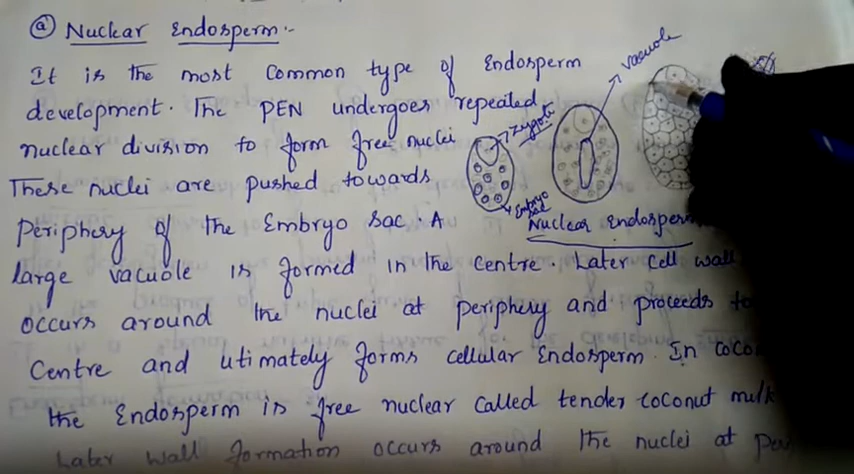 ⓐ Nuclear Endosperm:-
It is the most common type of Endosperm
development. The PEN undergoes repeated
nuclear division to form free nuclei
These nuclei are pushed towards
Periphery of the Embryo sac. A
large vacuole is formed in the centre. Later cell wall
occurs around the nuclei at periphery and proceeds
Centre and utimately forms cellular Endosperm. In
the Endosperm is free nuclear called tender coconut milk
Later wall formation occurs around the nuclei at
Zygote
Embryo
sac
vacuole
Nuclear Endosperm